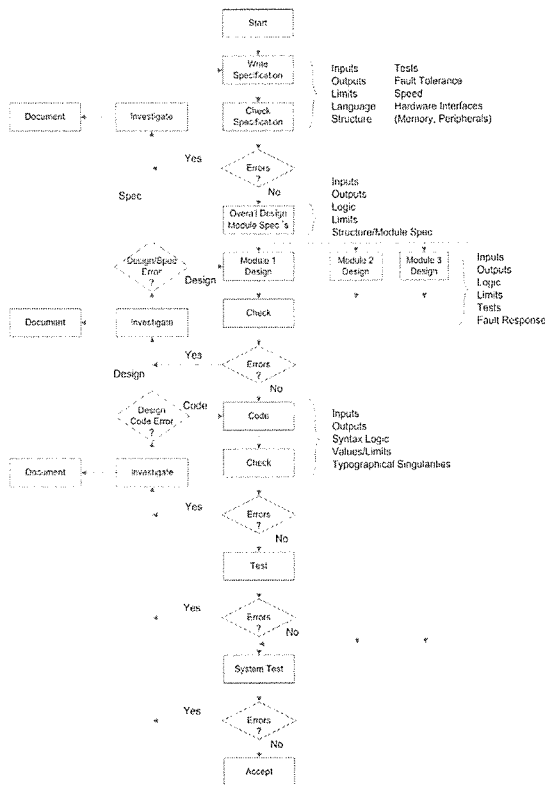 Start
Write
Specification
Inputs Tests
Outputs Fault Tolerance
Limits Speed
Language Hardware Interfaces
Structure (Memory, Peripherals)
Document
Investigate
Check
Specification
Yes
Errors
?
No
Spec
Overall Design
Module Spec's
Inputs
Outputs
Logic
Limits
Structure/Module Spec
Design/Spec
Error
?
Design
Module 1
Design
Module 2
Design
Module 3
Design
Inputs
Outputs
Logic
Limits
Tests
Fault Response
Check
Document
Investigate
Yes
Errors
?
No
Design
Design
Code Error
?
Code
Code
Inputs
Outputs
Syntax Logic
Values/Limits
Typographical Singulanties
Document
Investigate
Check
Yes
Errors
?
No
Test
Yes
Errors
?
No
System Test
Yes
Errors
?
No
Accept